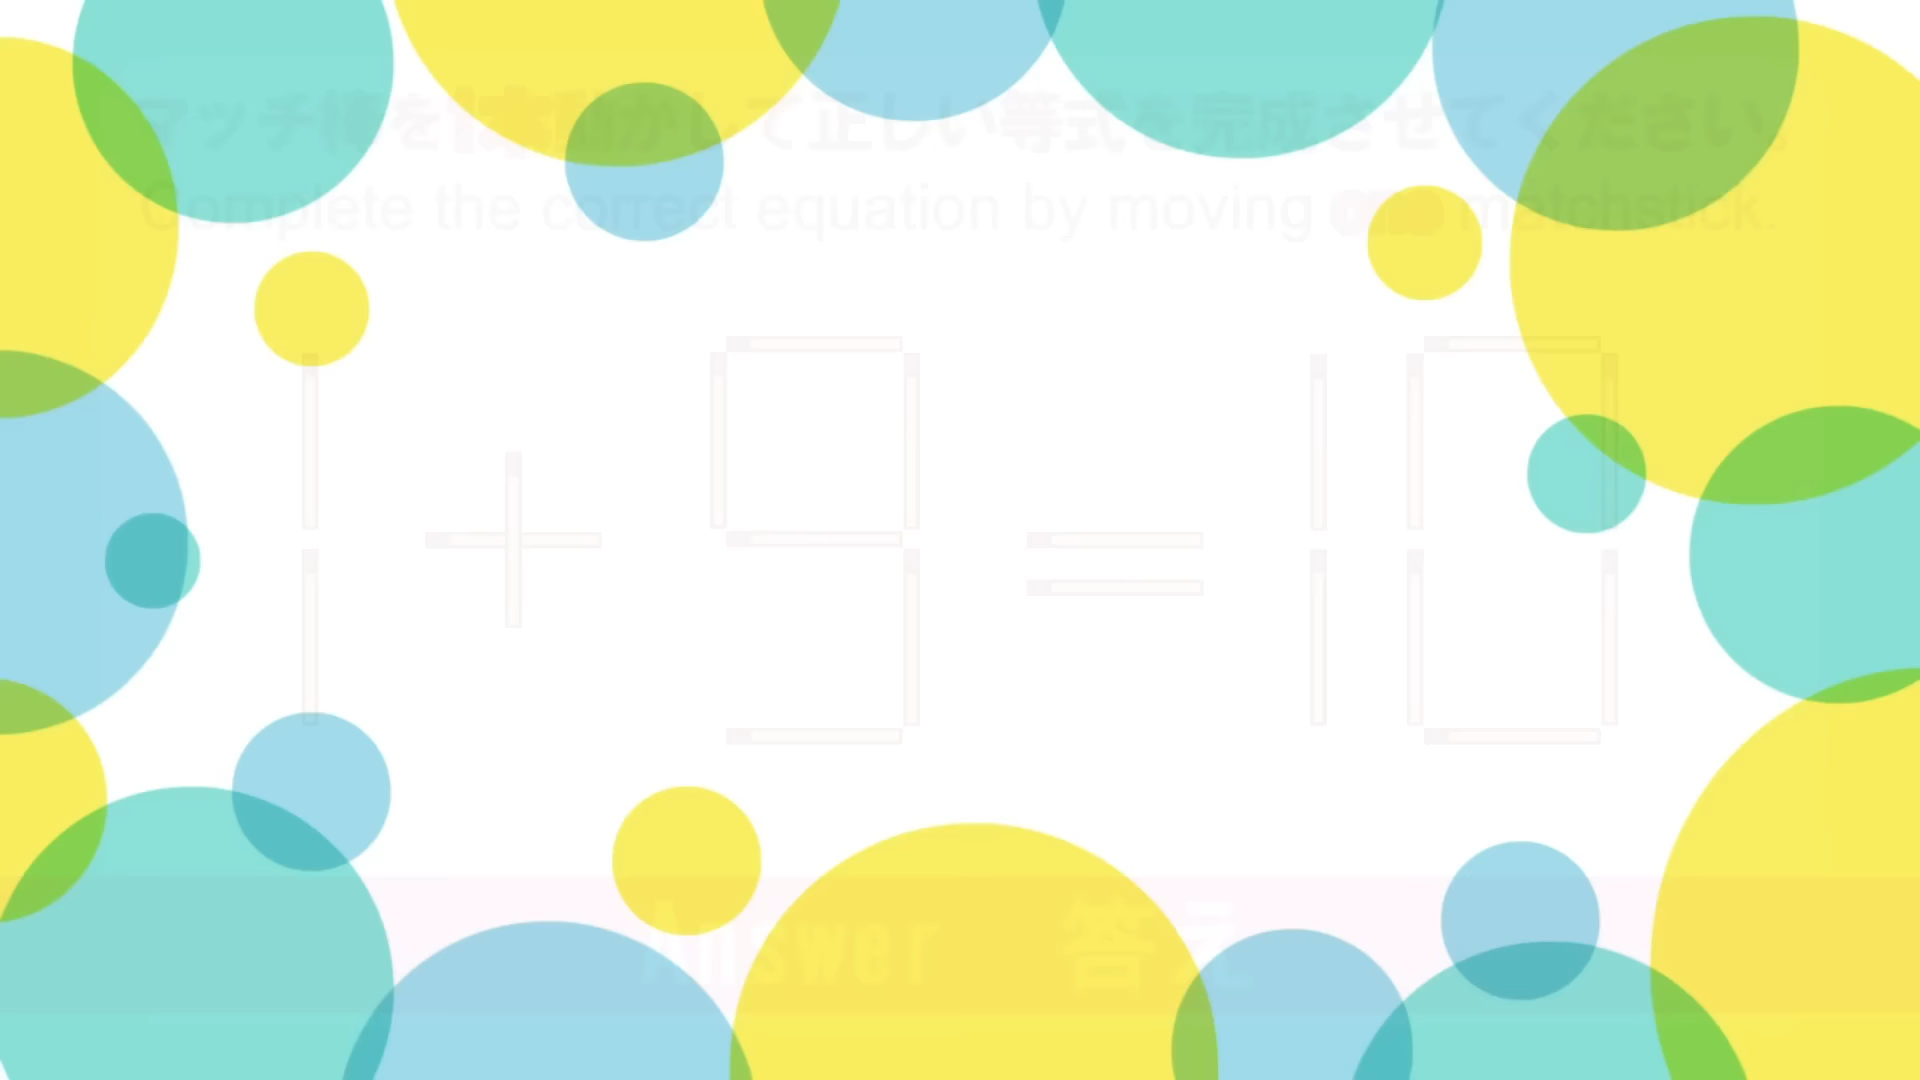 マッチ棒を1本動かして正しい等式を完成させてください。
Complete the correct equation by moving one matchstick.
1+9=10
Answer 答え